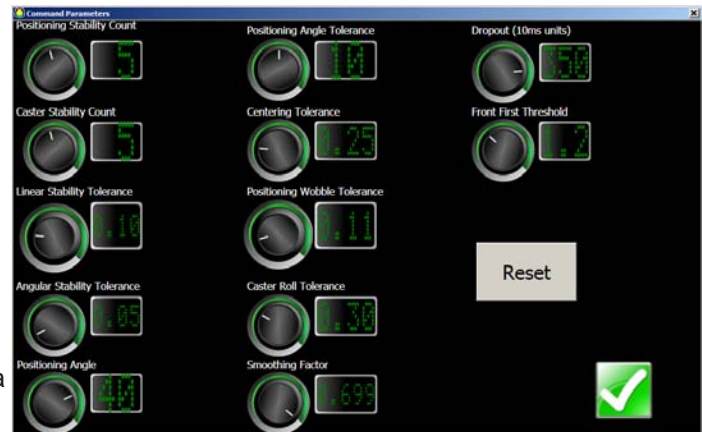 Command Parameters
Positioning Stability Count
5
Positioning Angle Tolerance
10
Dropout (10ms units)
350
Caster Stability Count
5
Centering Tolerance
0.25
Front First Threshold
1.2
Linear Stability Tolerance
0.10
Positioning Wobble Tolerance
0.11
Reset
Angular Stability Tolerance
0.05
Caster Roll Tolerance
0.30
Positioning Angle
40
Smoothing Factor
0.699
a